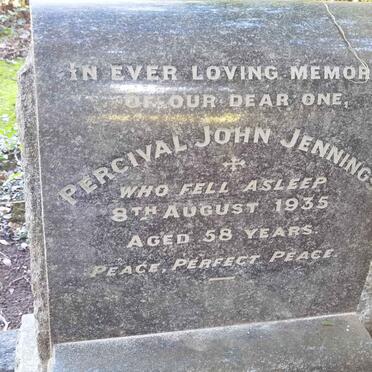 IN EVER LOVING MEMOR
OF OUR DEAR ONE,
PERCIVAL JOHN JENNINGS
WHO FELL ASLEEP
8TH AUGUST 1935
AGED 58 YEARS.
PEACE, PERFECT PEACE.